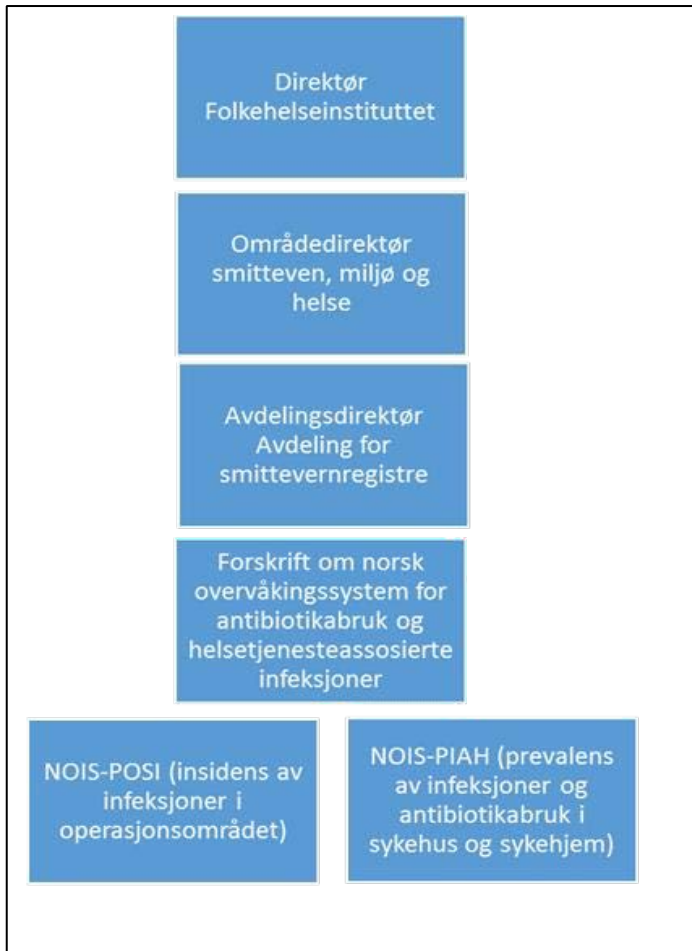 Direktør
Folkehelseinstituttet
Områdedirektør
smitteven, miljø og
helse
Avdelingsdirektør
Avdeling for
smittevernregistre
Forskrift om norsk
overvåkingssystem for
antibiotikabruk og
helsetjenesteassosierte
infeksjoner
NOIS-POSI (insidens av
infeksjoner i
operasjonsområdet)
NOIS-PIAH (prevalens
av infeksjoner og
antibiotikabruk i
sykehus og sykehjem)